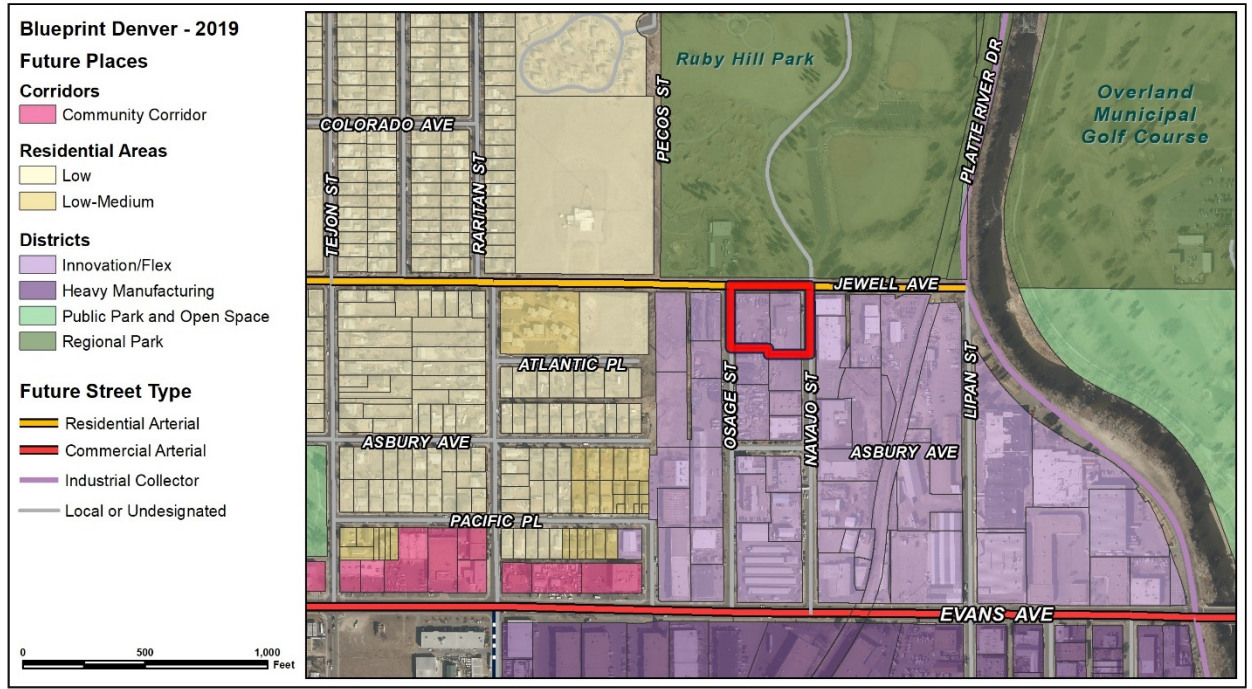 Blueprint Denver - 2019
Future Places
Corridors
Community Corridor
Residential Areas
Low
Low-Medium
Districts
Innovation/Flex
Heavy Manufacturing
Public Park and Open Space
Regional Park
Future Street Type
Residential Arterial
Commercial Arterial
Industrial Collector
Local or Undesignated
0 500 1,000
Feet
Ruby Hill Park
Overland
Municipal
Golf Course
COLORADO AVE
TEJON ST
RARITAN ST
PECOS ST
PLATTE RIVER DR
JEWELL AVE
ATLANTIC PL
OSAGE ST
NAVAJO ST
LIPAN ST
ASBURY AVE
ASBURY AVE
PACIFIC PL
EVANS AVE